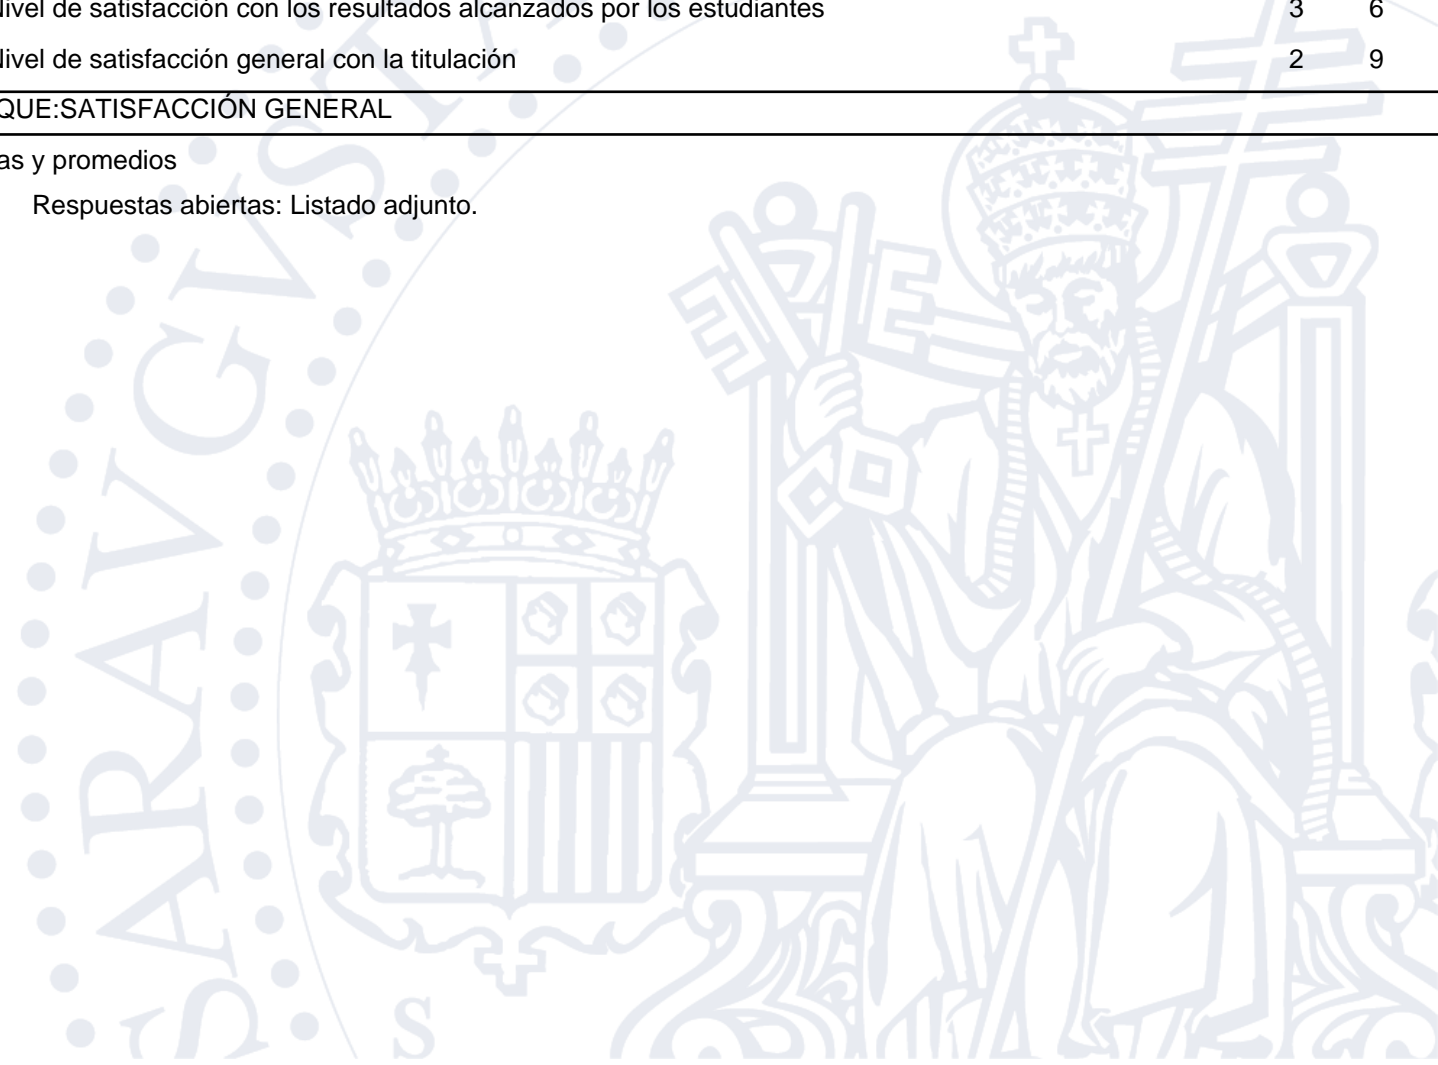 Nivel de satisfacción con los resultados alcanzados por los estudiantes 3 6
Nivel de satisfacción general con la titulación 2 9
QUE:SATISFACCIÓN GENERAL
as y promedios
Respuestas abiertas: Listado adjunto.
SARAVGVSTA
S